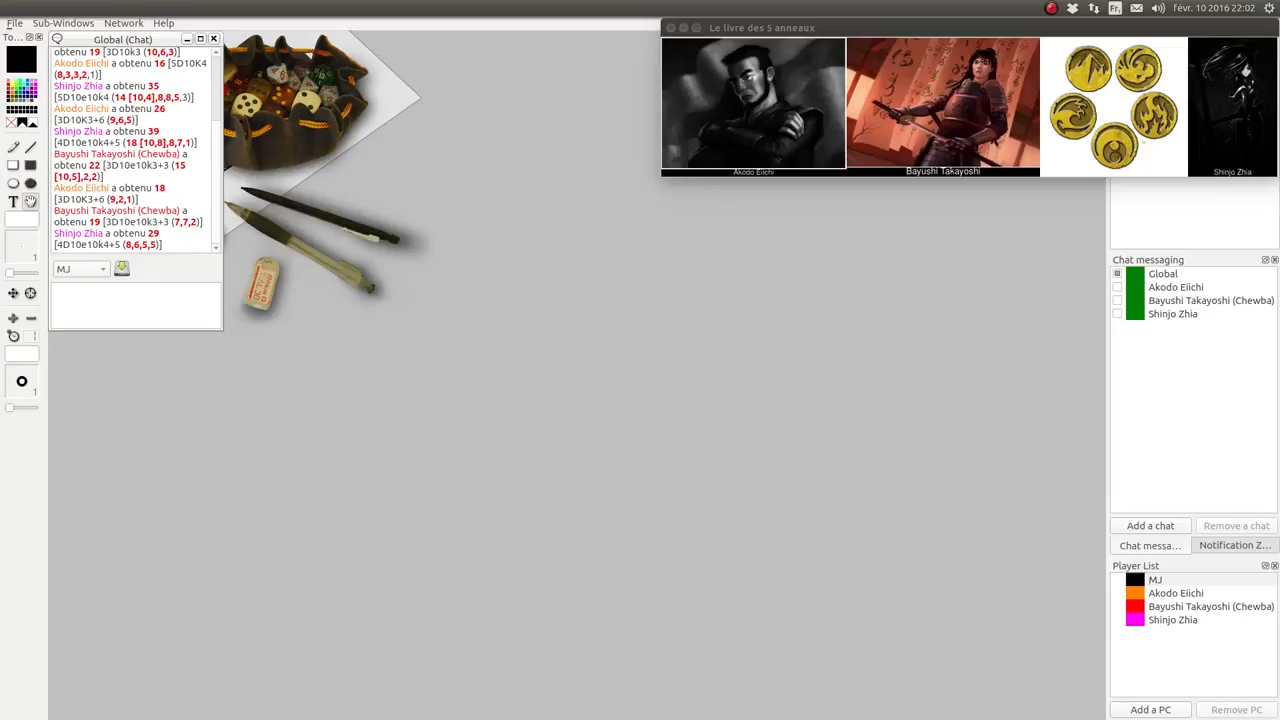 Fr₁
févr. 10 2016 22:02
File Sub-Windows Network Help
To...
Global (Chat)
obtenu 19 [3D10k3 (10,6,3)]
Akodo Eiichi a obtenu 16 [5D10K4
(8,3,3,2,1)]
Shinjo Zhia a obtenu 35
[5D10e10k4 (14 [10,4],8,8,5,3)]
Akodo Eiichi a obtenu 26
[3D10K3+6 (9,6,5)]
Shinjo Zhia a obtenu 39
[4D10e10k4+5 (18 [10,8],8,7,1)]
Bayushi Takayoshi (Chewba) a
obtenu 22 [3D10e10k3+3 (15
[10,5],2,2)]
Akodo Eiichi a obtenu 18
[3D10K3+6 (9,2,1)]
Bayushi Takayoshi (Chewba) a
obtenu 19 [3D10e10k3+3 (7,7,2)]
Shinjo Zhia a obtenu 29
[4D10e10k4+5 (8,6,5,5)]
MJ
T
1
1
Le livre des 5 anneaux
Akodo Eiichi
Bayushi Takayoshi
Shinjo Zhia
Chat messaging
Global
Akodo Eiichi
Bayushi Takayoshi (Chewba)
Shinjo Zhia
Add a chat
Remove a chat
Chat messa...
Notification Z...
Player List
MJ
Akodo Eiichi
Bayushi Takayoshi (Chewba)
Shinjo Zhia
Add a PC
Remove PC